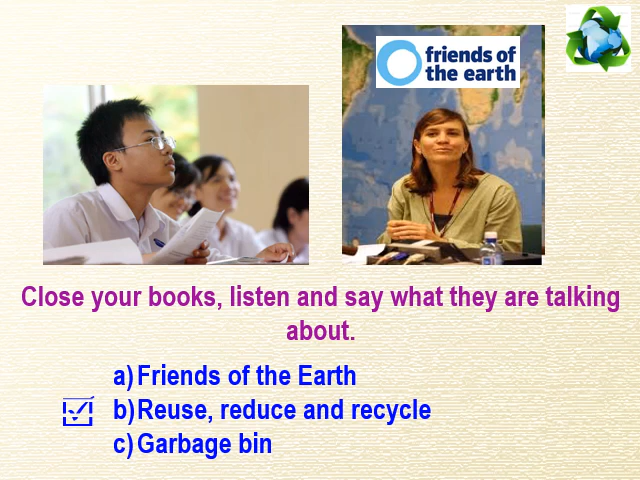 friends of
the earth
Close your books, listen and say what they are talking
about.
a) Friends of the Earth
b) Reuse, reduce and recycle
c) Garbage bin